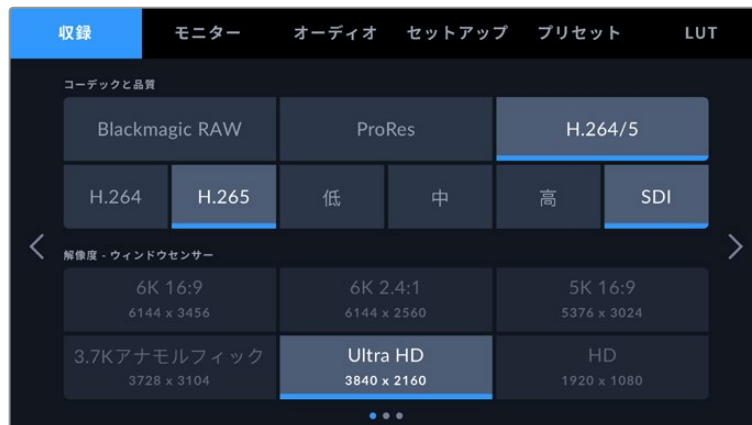 収録 モニター オーディオ セットアップ プリセット LUT
コーデックと品質
Blackmagic RAW ProRes H.264/5
H.264 H.265 低 中 高 SDI
解像度 - ウィンドウセンサー
6K 16:9 6K 2.4:1 5K 16:9
6144 x 3456 6144 x 2560 5376 x 3024
3.7Kアナモルフィック Ultra HD HD
3728 x 3104 3840 x 2160 1920 x 1080